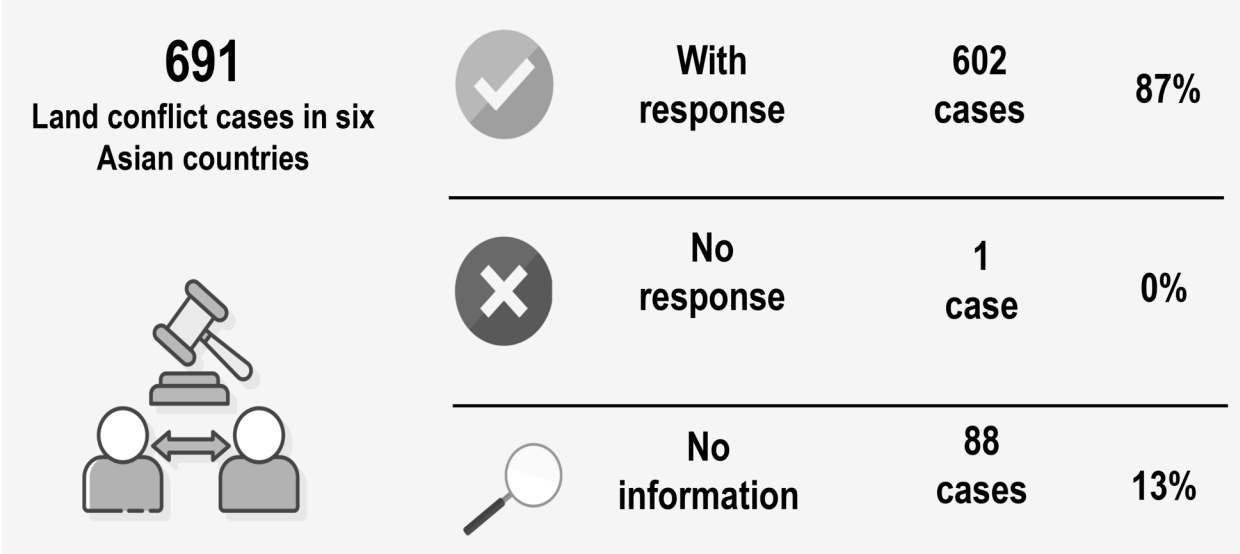 691
Land conflict cases in six
Asian countries
With
response
602
cases
87%
No
response
1
case
0%
No
information
88
cases
13%